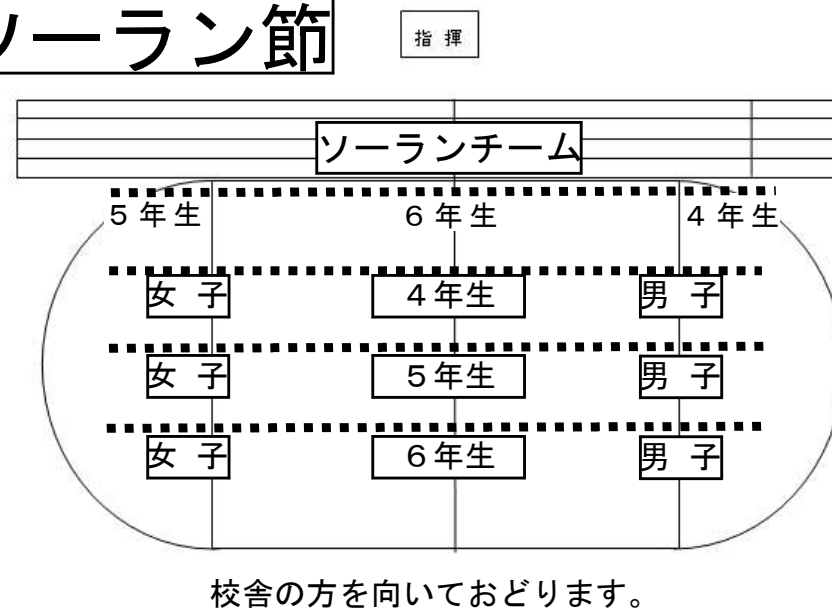 ソーラン節
指 揮
ソーランチーム
5年生 6年生 4年生
女 子 4年生 男 子
女 子 5年生 男 子
女 子 6年生 男 子
校舎の方を向いておどります。